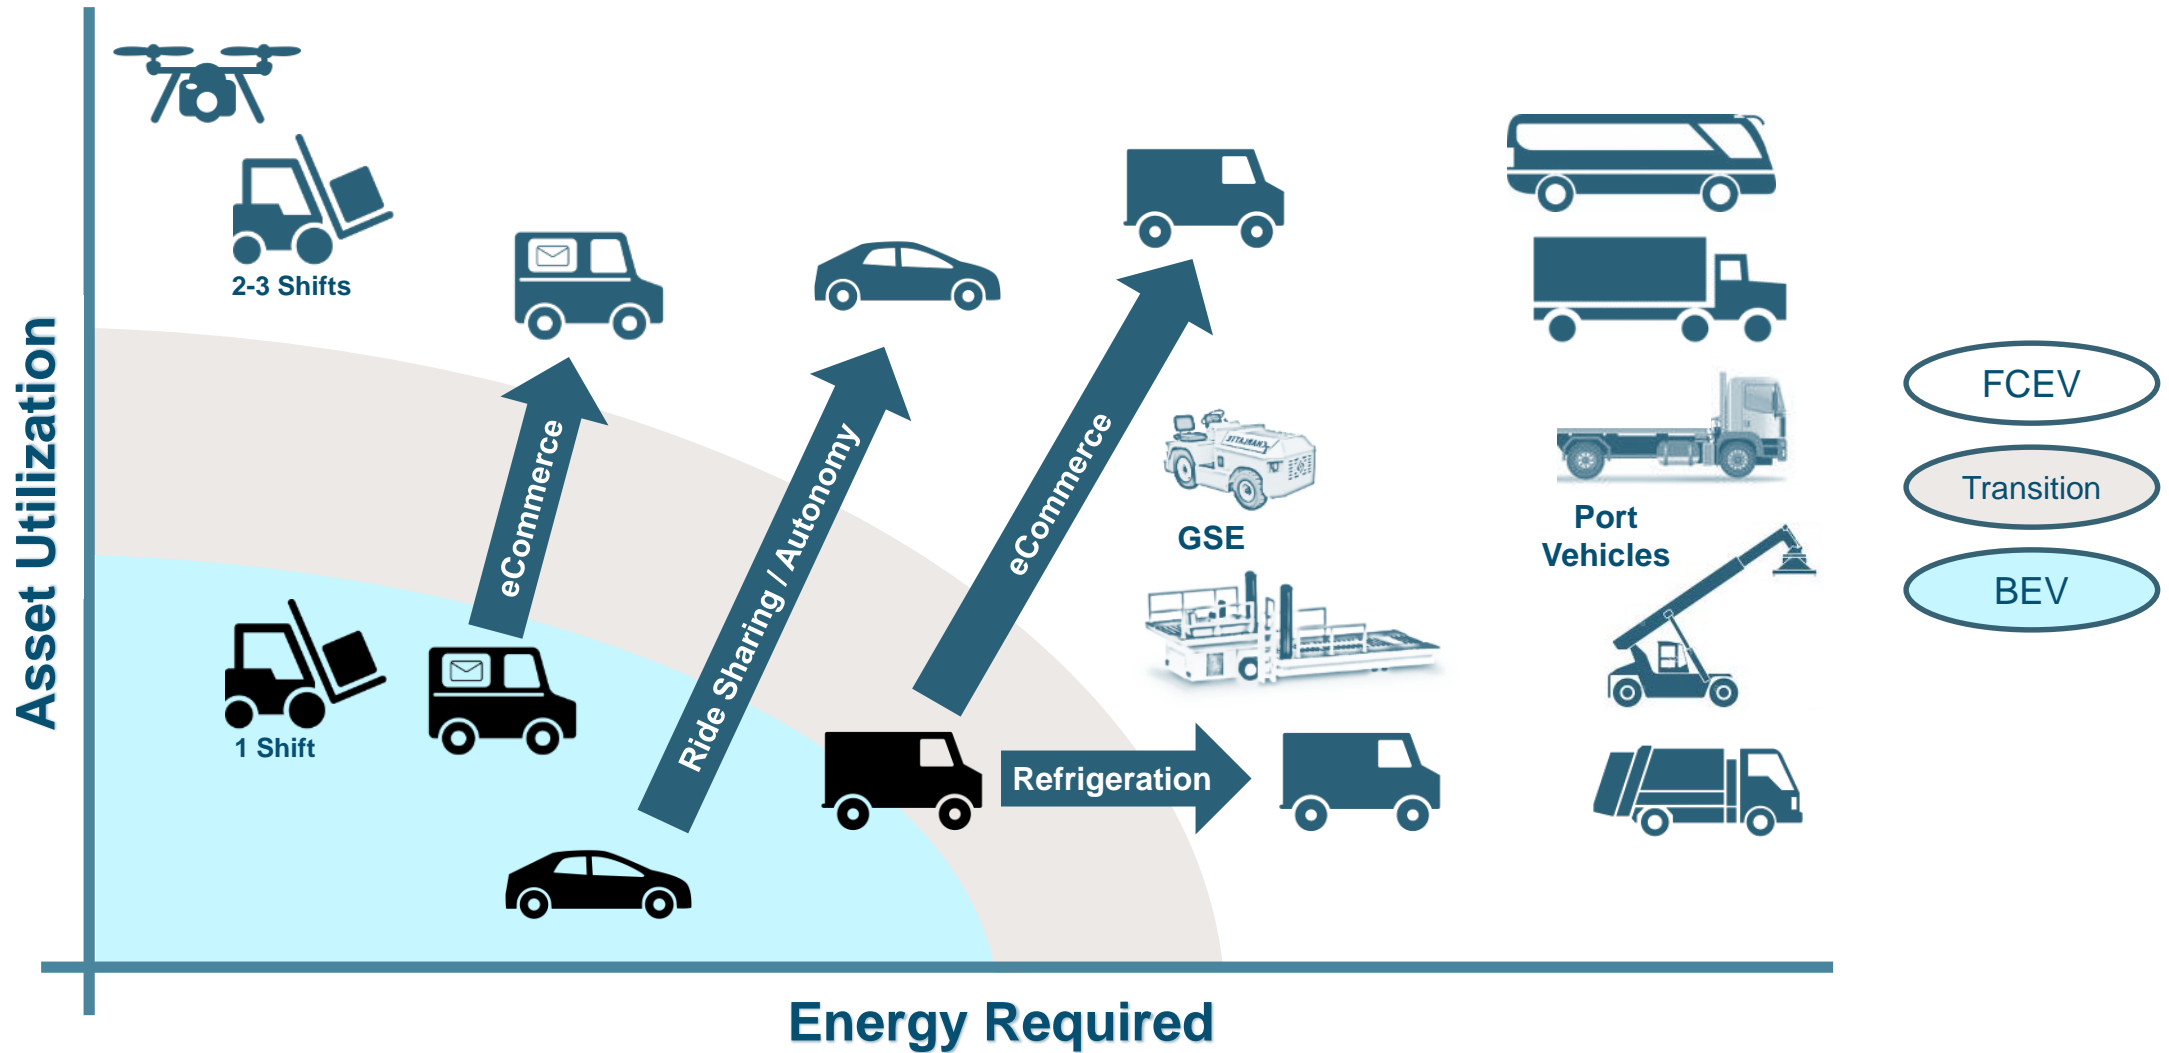 Asset Utilization
2-3 Shifts
eCommerce
Ride Sharing / Autonomy
eCommerce
GSE
Port
Vehicles
FCEV
Transition
BEV
1 Shift
Refrigeration
Energy Required